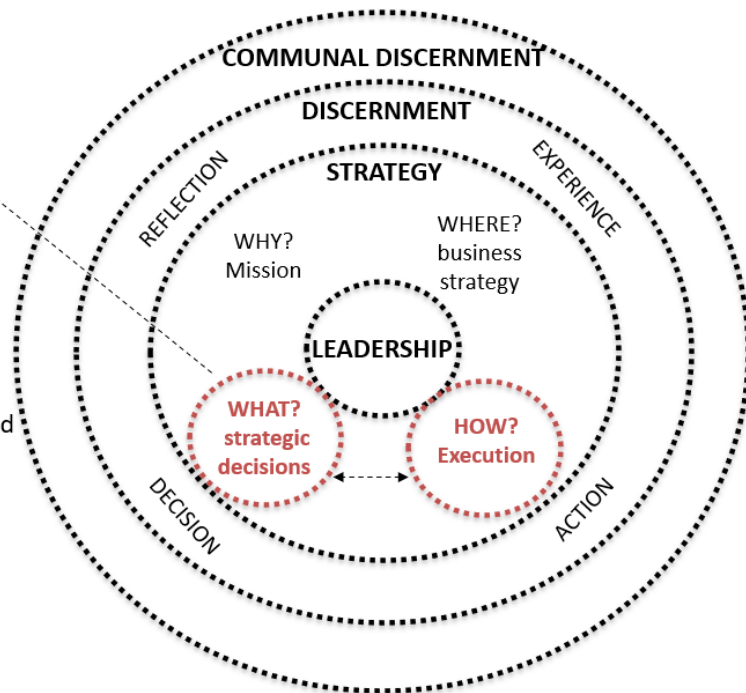 COMMUNAL DISCERNMENT
DISCERNMENT
STRATEGY
REFLECTION
EXPERIENCE
WHY?
Mission
WHERE?
business
strategy
LEADERSHIP
WHAT?
strategic
decisions
HOW?
Execution
d
DECISION
ACTION